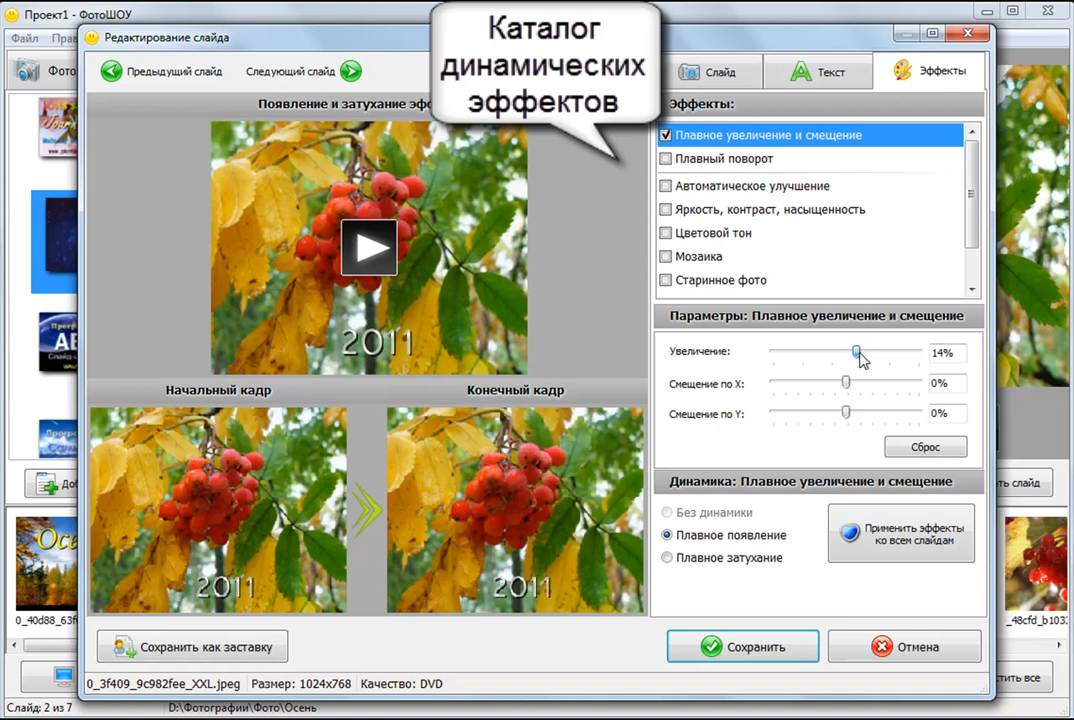 Проект1 - ФотоШОУ
Файл
Редактирование слайда
Каталог
динамических
эффектов
Предыдущий слайд
Следующий слайд
Слайд
Текст
Эффекты
Эффекты:
Плавное увеличение и смещение
Плавный поворот
Автоматическое улучшение
Яркость, контраст, насыщенность
Цветовой тон
Мозаика
Старинное фото
2011
Параметры: Плавное увеличение и смещение
Увеличение:
14%
Смещение по X:
0%
Смещение по Y:
0%
Сброс
Начальный кадр
Конечный кадр
2011
2011
Динамика: Плавное увеличение и смещение
Без динамики
Плавное появление
Плавное затухание
Применить эффекты
ко всем слайдам
Сохранить как заставку
Сохранить
Отмена
0_3f409_9c982fee_XXL.jpeg
Размер: 1024x768
Качество: DVD
Слайд: 2 из 7
D:\Фотографии\Фото\Осень